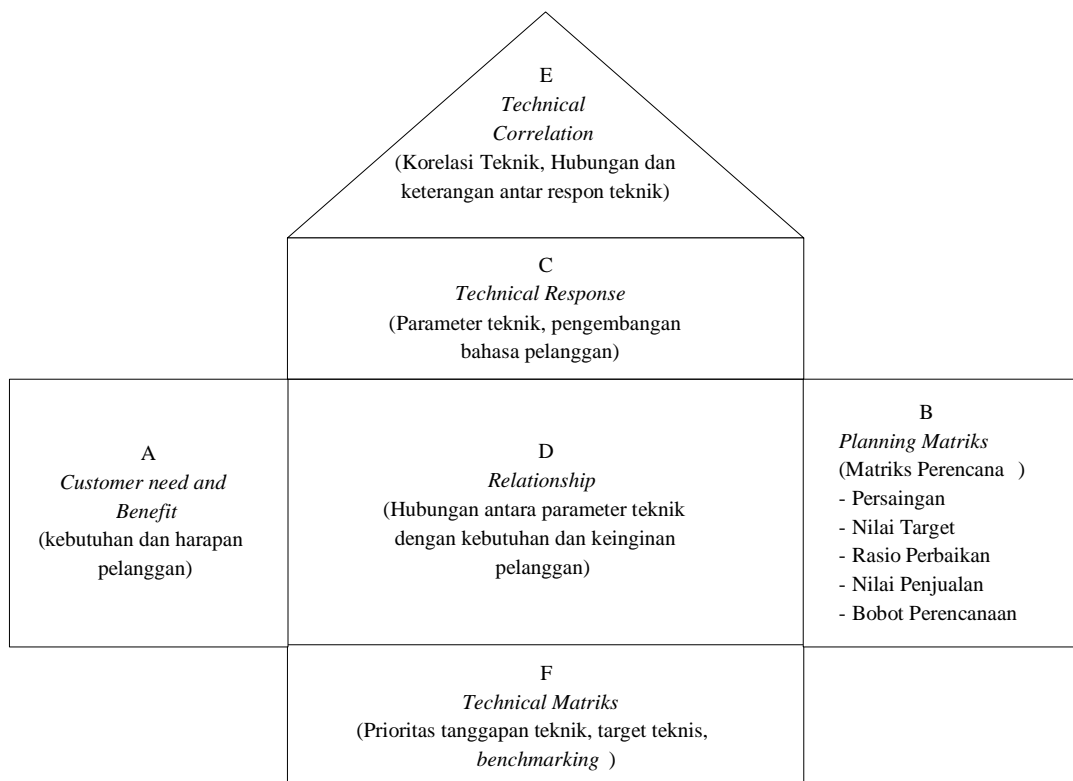 E
Technical
Correlation
(Korelasi Teknik, Hubungan dan
keterangan antar respon teknik)
C
Technical Response
(Parameter teknik, pengembangan
bahasa pelanggan)
A
Customer need and
Benefit
(kebutuhan dan harapan
pelanggan)
D
Relationship
(Hubungan antara parameter teknik
dengan kebutuhan dan keinginan
pelanggan)
B
Planning Matriks
(Matriks Perencana )
- Persaingan
- Nilai Target
- Rasio Perbaikan
- Nilai Penjualan
- Bobot Perencanaan
F
Technical Matriks
(Prioritas tanggapan teknik, target teknis,
benchmarking )